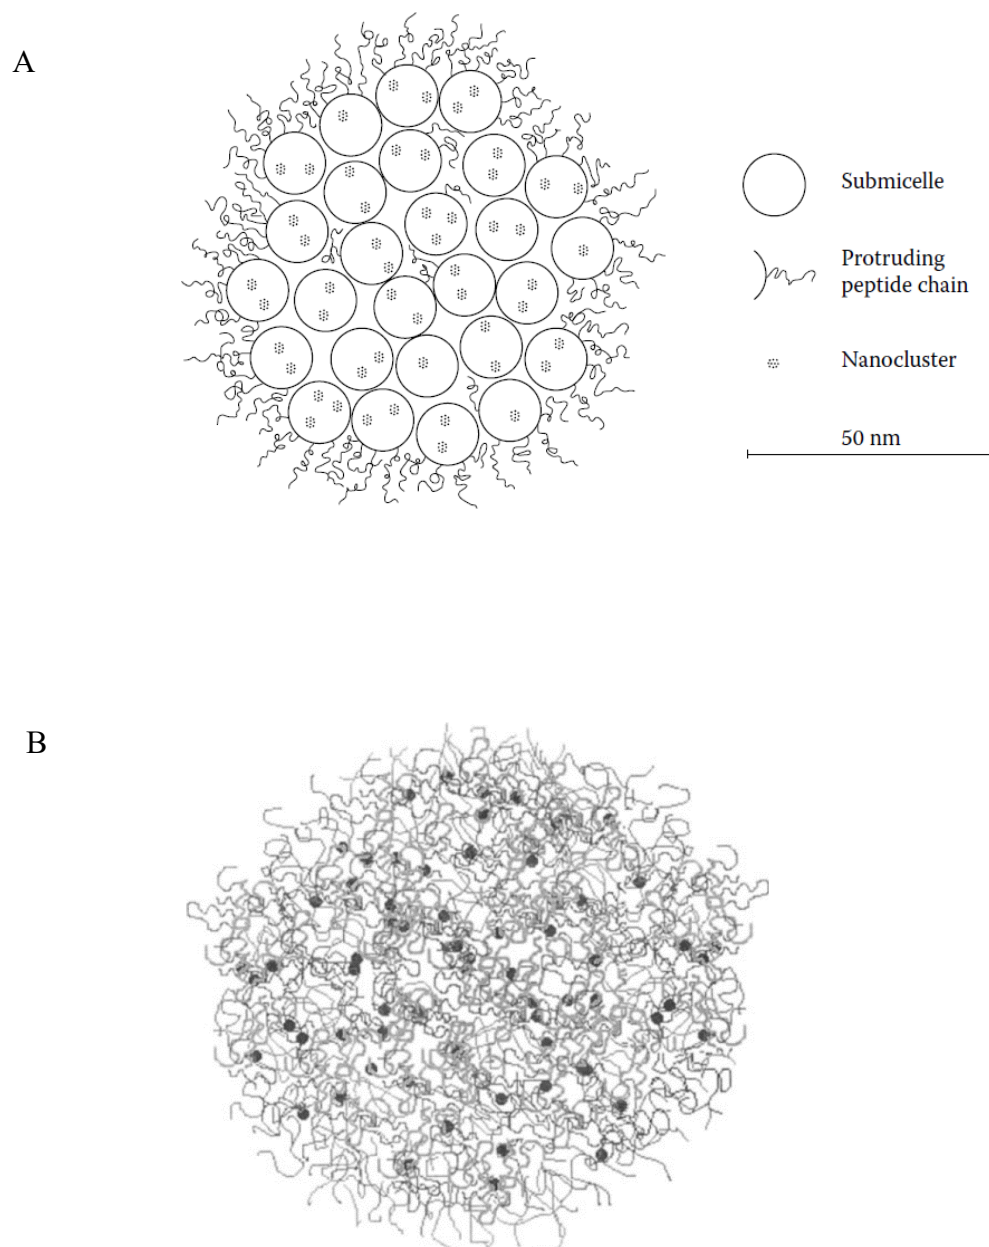 A
Submicelle
Protruding
peptide chain
Nanocluster
50 nm
B